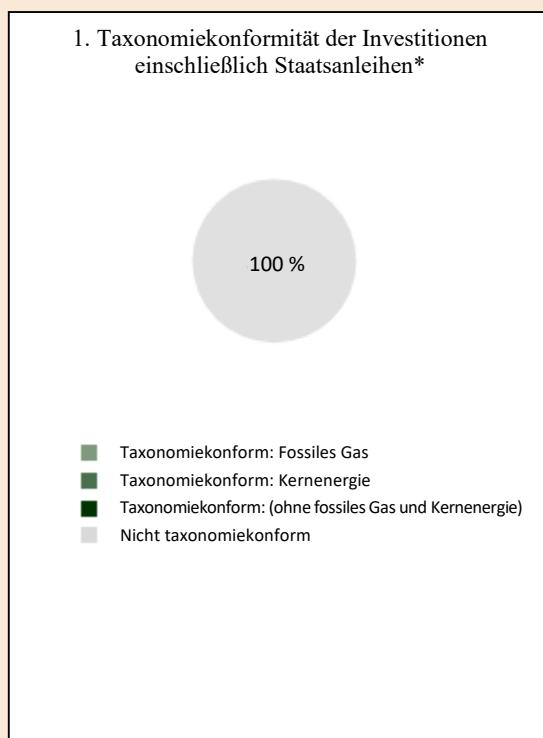 1. Taxonomiekonformität der Investitionen
einschließlich Staatsanleihen*
100 %
Taxonomiekonform: Fossiles Gas
Taxonomiekonform: Kernenergie
Taxonomiekonform: (ohne fossiles Gas und Kernenergie)
Nicht taxonomiekonform